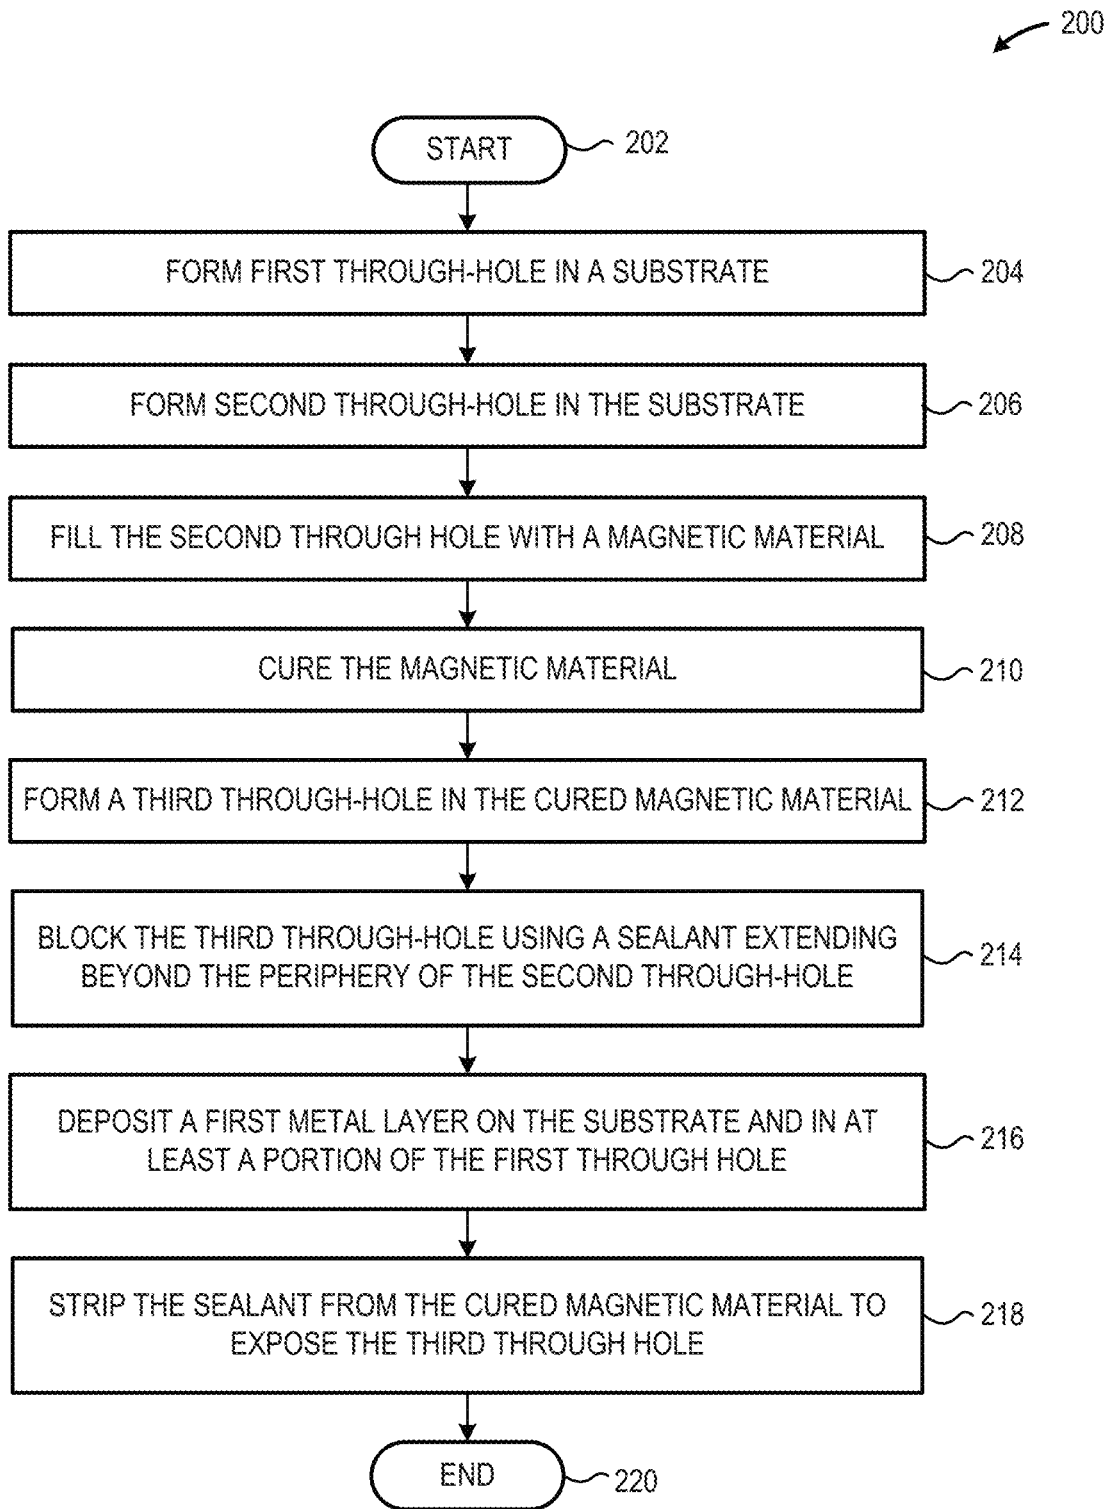 200
START
202
FORM FIRST THROUGH-HOLE IN A SUBSTRATE
204
FORM SECOND THROUGH-HOLE IN THE SUBSTRATE
206
FILL THE SECOND THROUGH HOLE WITH A MAGNETIC MATERIAL
208
CURE THE MAGNETIC MATERIAL
210
FORM A THIRD THROUGH-HOLE IN THE CURED MAGNETIC MATERIAL
212
BLOCK THE THIRD THROUGH-HOLE USING A SEALANT EXTENDING
BEYOND THE PERIPHERY OF THE SECOND THROUGH-HOLE
214
DEPOSIT A FIRST METAL LAYER ON THE SUBSTRATE AND IN AT
LEAST A PORTION OF THE FIRST THROUGH HOLE
216
STRIP THE SEALANT FROM THE CURED MAGNETIC MATERIAL TO
EXPOSE THE THIRD THROUGH HOLE
218
END
220